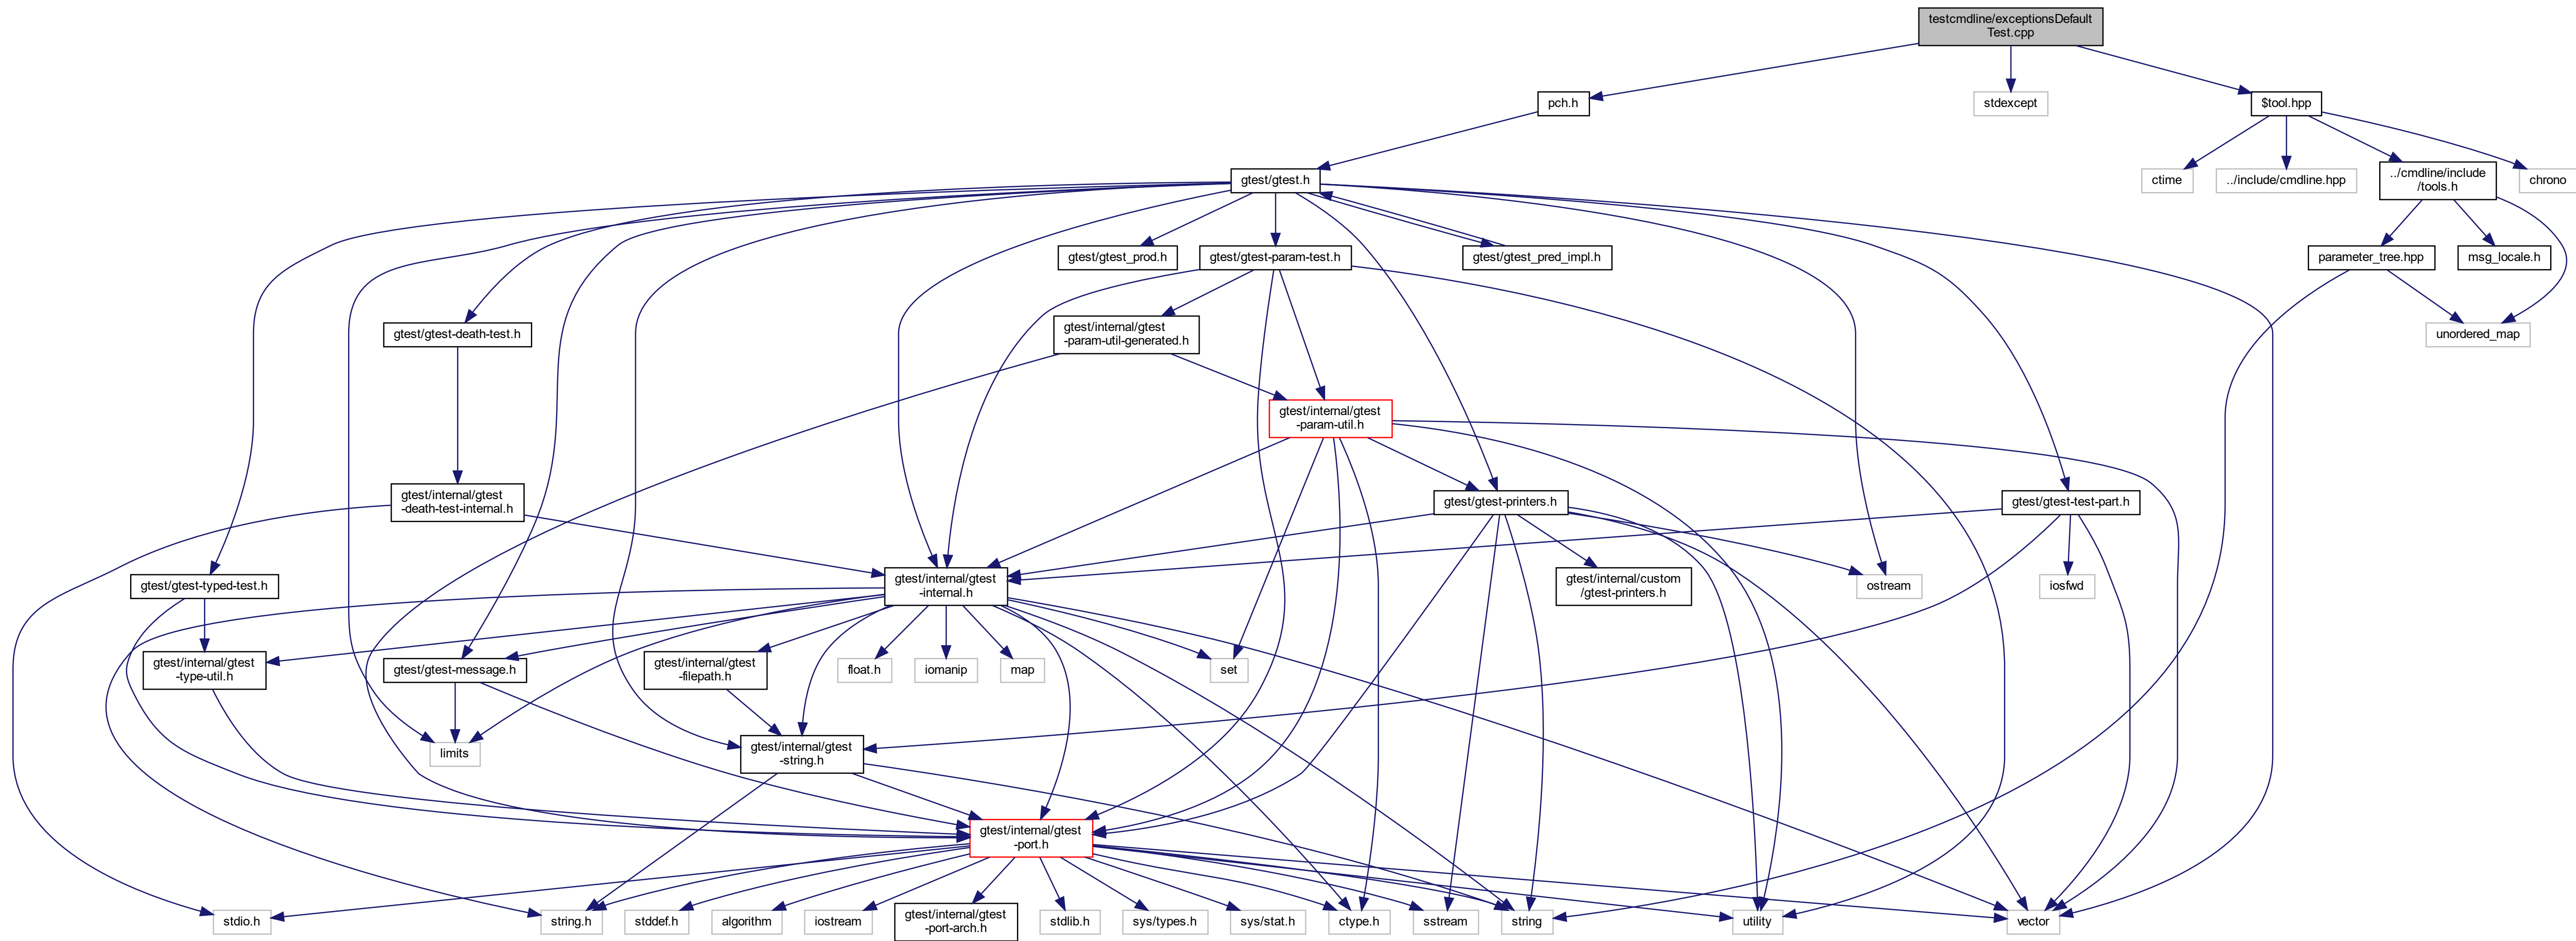 testcmdline/exceptionsDefault
Test.cpp
pch.h
stdexcept
$tool.hpp
gtest/gtest.h
ctime
../include/cmdline.hpp
../cmdline/include
/tools.h
chrono
gtest/gtest_prod.h
gtest/gtest-param-test.h
gtest/gtest_pred_impl.h
parameter_tree.hpp
msg_locale.h
gtest/gtest-death-test.h
gtest/internal/gtest
-param-util-generated.h
unordered_map
gtest/internal/gtest
-param-util.h
gtest/internal/gtest
-death-test-internal.h
gtest/gtest-printers.h
gtest/gtest-test-part.h
gtest/gtest-typed-test.h
gtest/internal/gtest
-internal.h
gtest/internal/custom
/gtest-printers.h
ostream
iosfwd
gtest/internal/gtest
-type-util.h
gtest/gtest-message.h
gtest/internal/gtest
-filepath.h
float.h
iomanip
map
set
limits
gtest/internal/gtest
-string.h
gtest/internal/gtest
-port.h
stdio.h
string.h
stddef.h
algorithm
iostream
gtest/internal/gtest
-port-arch.h
stdlib.h
sys/types.h
sys/stat.h
ctype.h
sstream
string
utility
vector